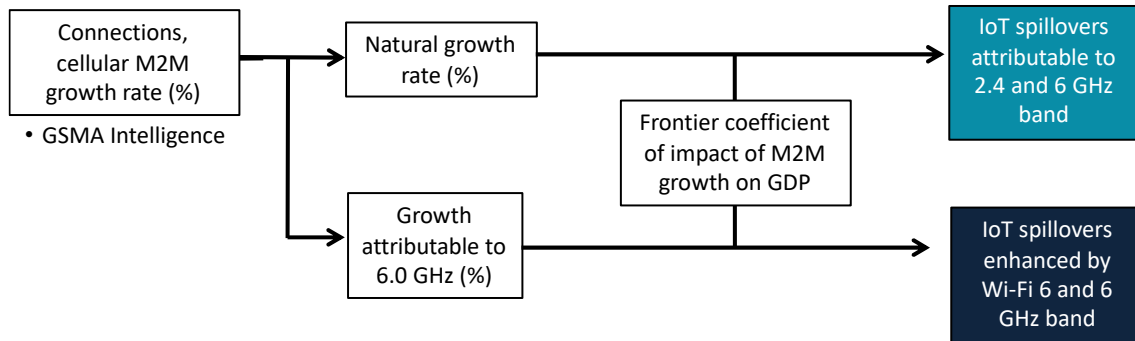 Connections,
cellular M2M
growth rate (%)
• GSMA Intelligence
Natural growth
rate (%)
Growth
attributable to
6.0 GHz (%)
Frontier coefficient
of impact of M2M
growth on GDP
IoT spillovers
attributable to
2.4 and 6 GHz
band
IoT spillovers
enhanced by
Wi-Fi 6 and 6
GHz band